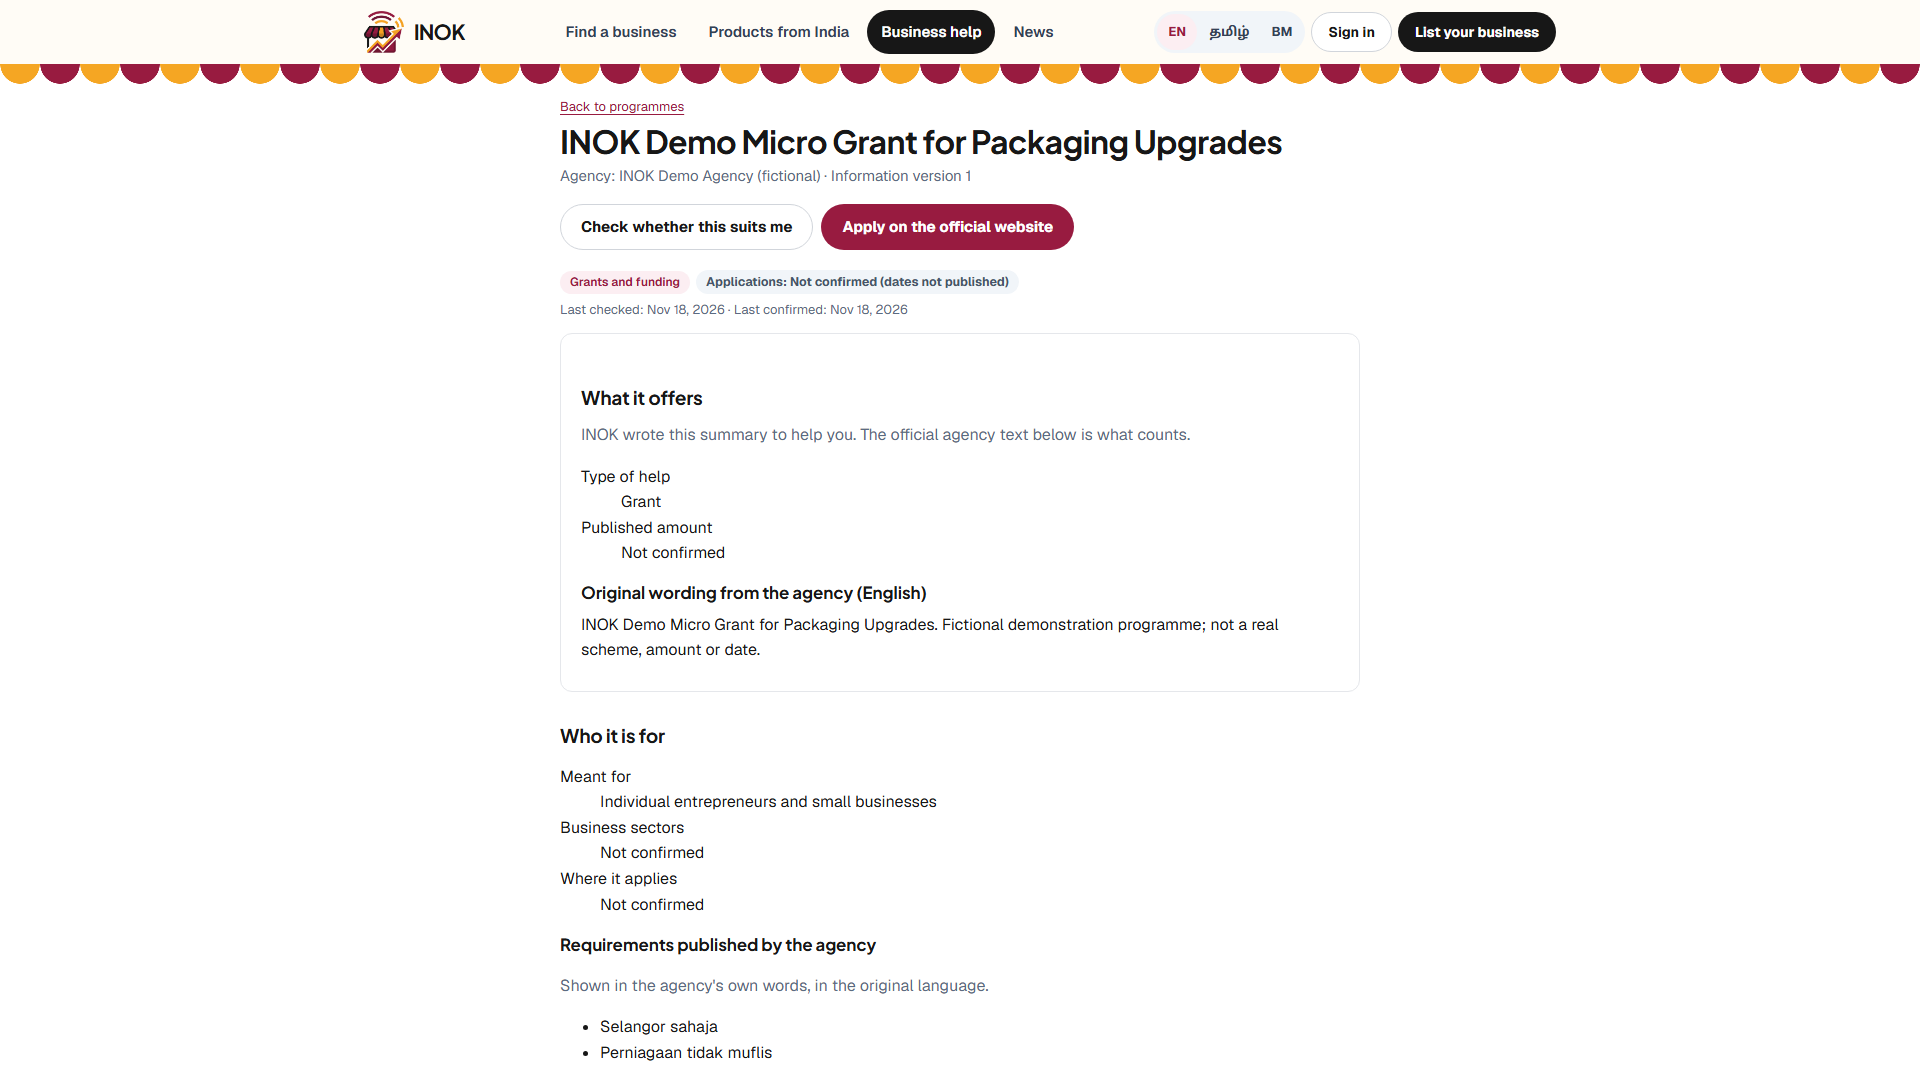 INOK
Find a business
Products from India
Business help
News
EN
தமிழ்
BM
Sign in
List your business
Back to programmes
INOK Demo Micro Grant for Packaging Upgrades
Agency: INOK Demo Agency (fictional) · Information version 1
Check whether this suits me
Apply on the official website
Grants and funding
Applications: Not confirmed (dates not published)
Last checked: Nov 18, 2026 · Last confirmed: Nov 18, 2026
What it offers
INOK wrote this summary to help you. The official agency text below is what counts.
Type of help
Grant
Published amount
Not confirmed
Original wording from the agency (English)
INOK Demo Micro Grant for Packaging Upgrades. Fictional demonstration programme; not a real
scheme, amount or date.
Who it is for
Meant for
Individual entrepreneurs and small businesses
Business sectors
Not confirmed
Where it applies
Not confirmed
Requirements published by the agency
Shown in the agency's own words, in the original language.
• Selangor sahaja
• Perniagaan tidak muflis